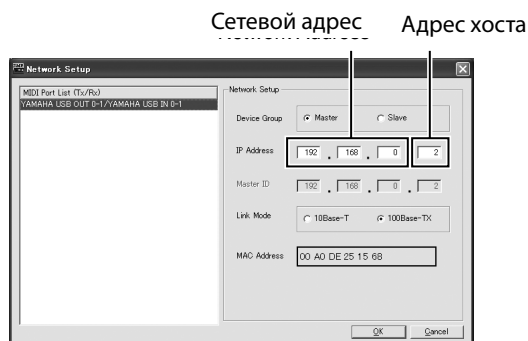 Сетевой адрес
Адрес хоста
Network Setup
MIDI Port List (Tx/Rx)
YAMAHA USB OUT 0-1/YAMAHA USB IN 0-1
Network Setup
Device Group
Master
Slave
IP Address
192 . 168 . 0 . 2
Master ID
192 . 168 . 0 . 2
Link Mode
10Base-T
100Base-TX
MAC Address
00 A0 DE 25 15 6B
OK
Cancel